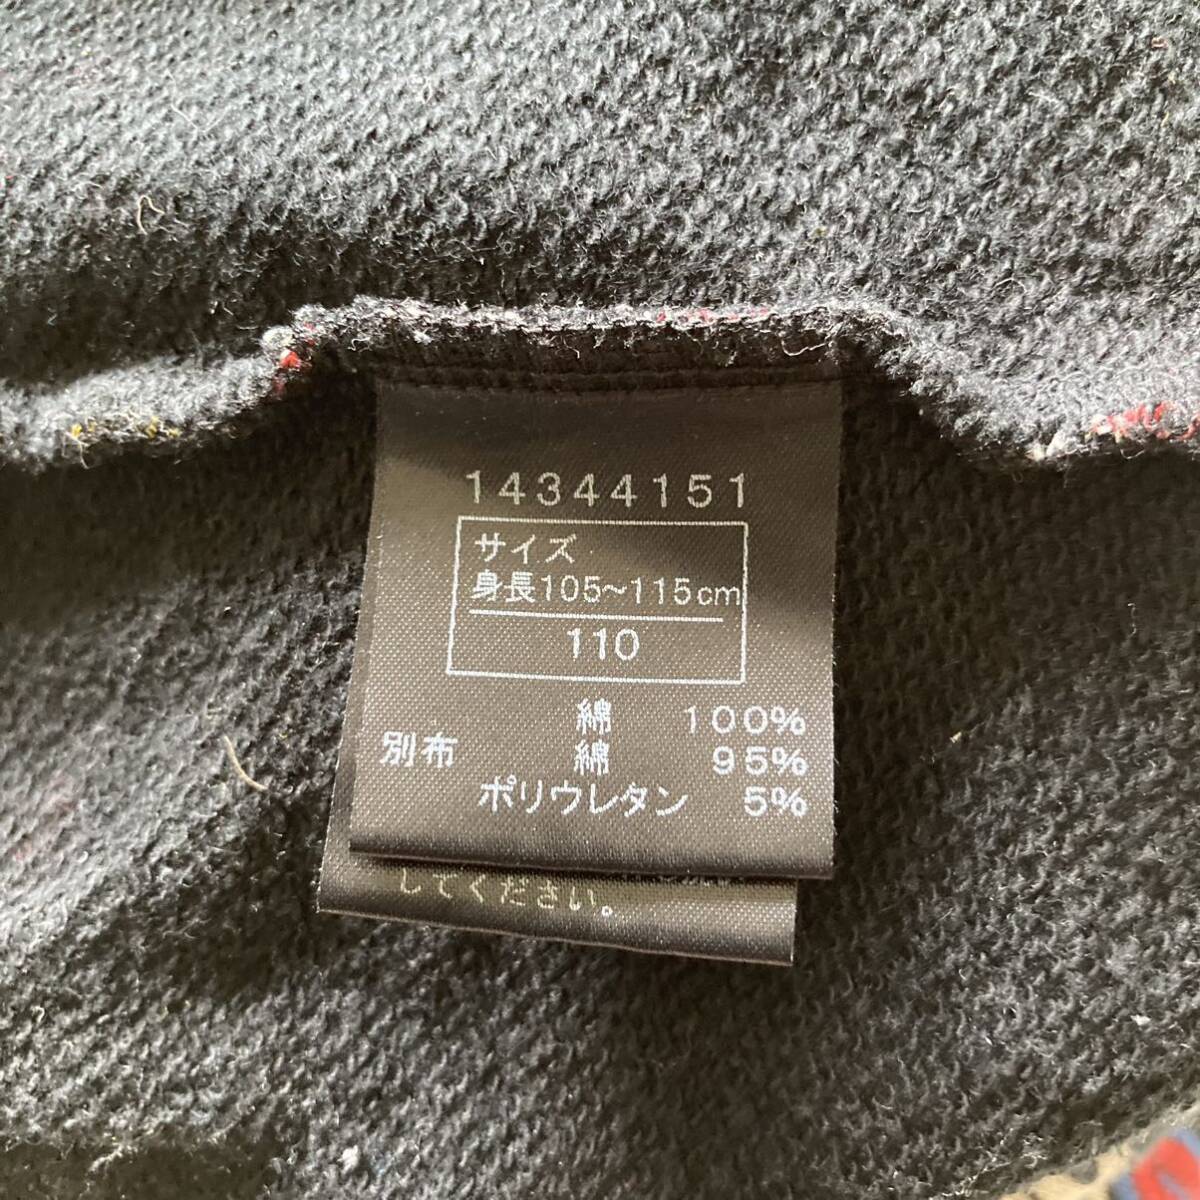 14344151
サイズ
身長105~115cm
110
綿 100%
別布 綿 95%
ポリウレタン 5%
してください。